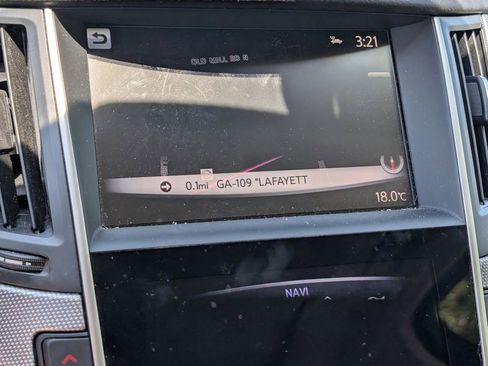 3:21
OLD MILL RD N
0.1mi GA-109 "LAFAYETT
18.0°C
NAVI